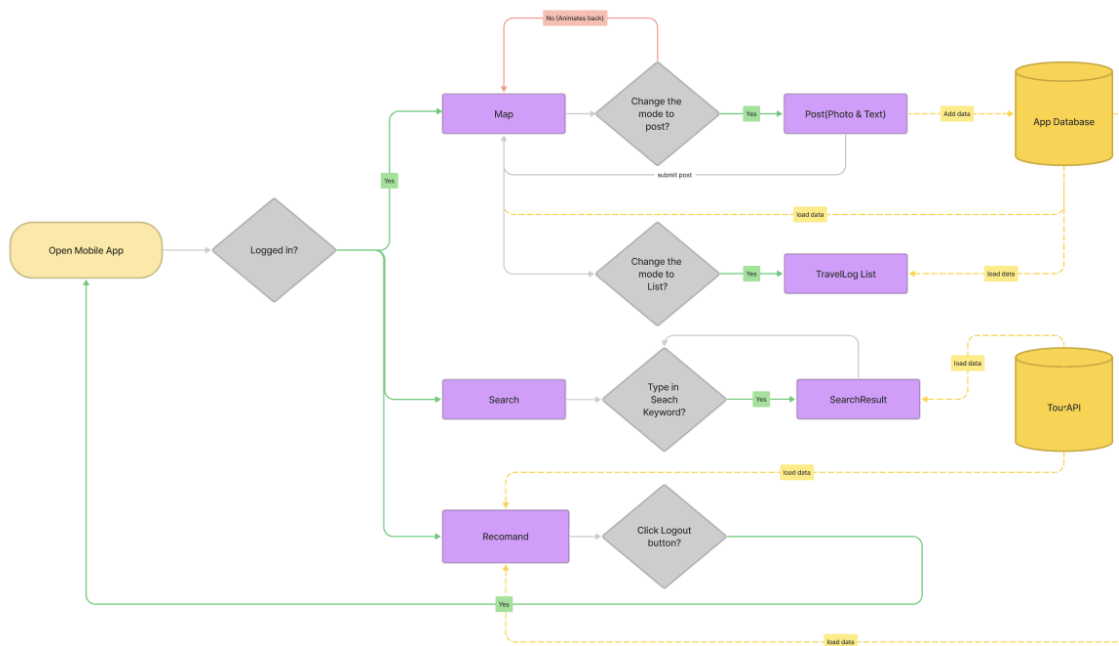 No [Animates back]
Map
Change the
mode to
post?
Yes
Post(Photo & Text)
Add data
App Database
Yes
submit post
load data
Open Mobile App
Logged in?
Change the
mode to
List?
Yes
TravelLog List
load data
load data
Search
Type in
Seach
Keyword?
Yes
SearchResult
TourAPI
load data
Recomand
Click Logout
button?
Yes
load data